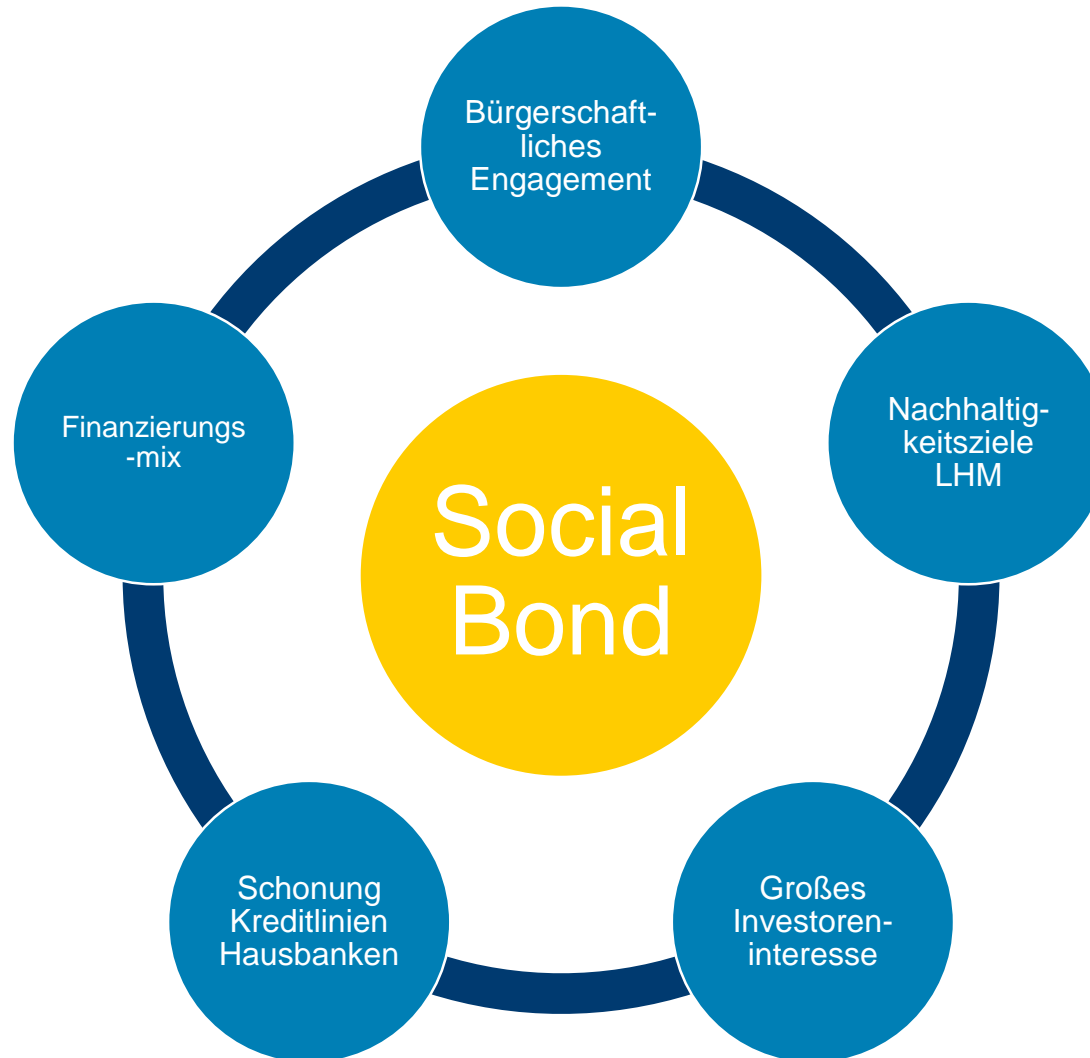 Bürgerschaft-
liches
Engagement
Nachhaltig-
keitsziele
LHM
Großes
Investoren-
interesse
Schonung
Kreditlinien
Hausbanken
Finanzierungs
-mix
Social
Bond